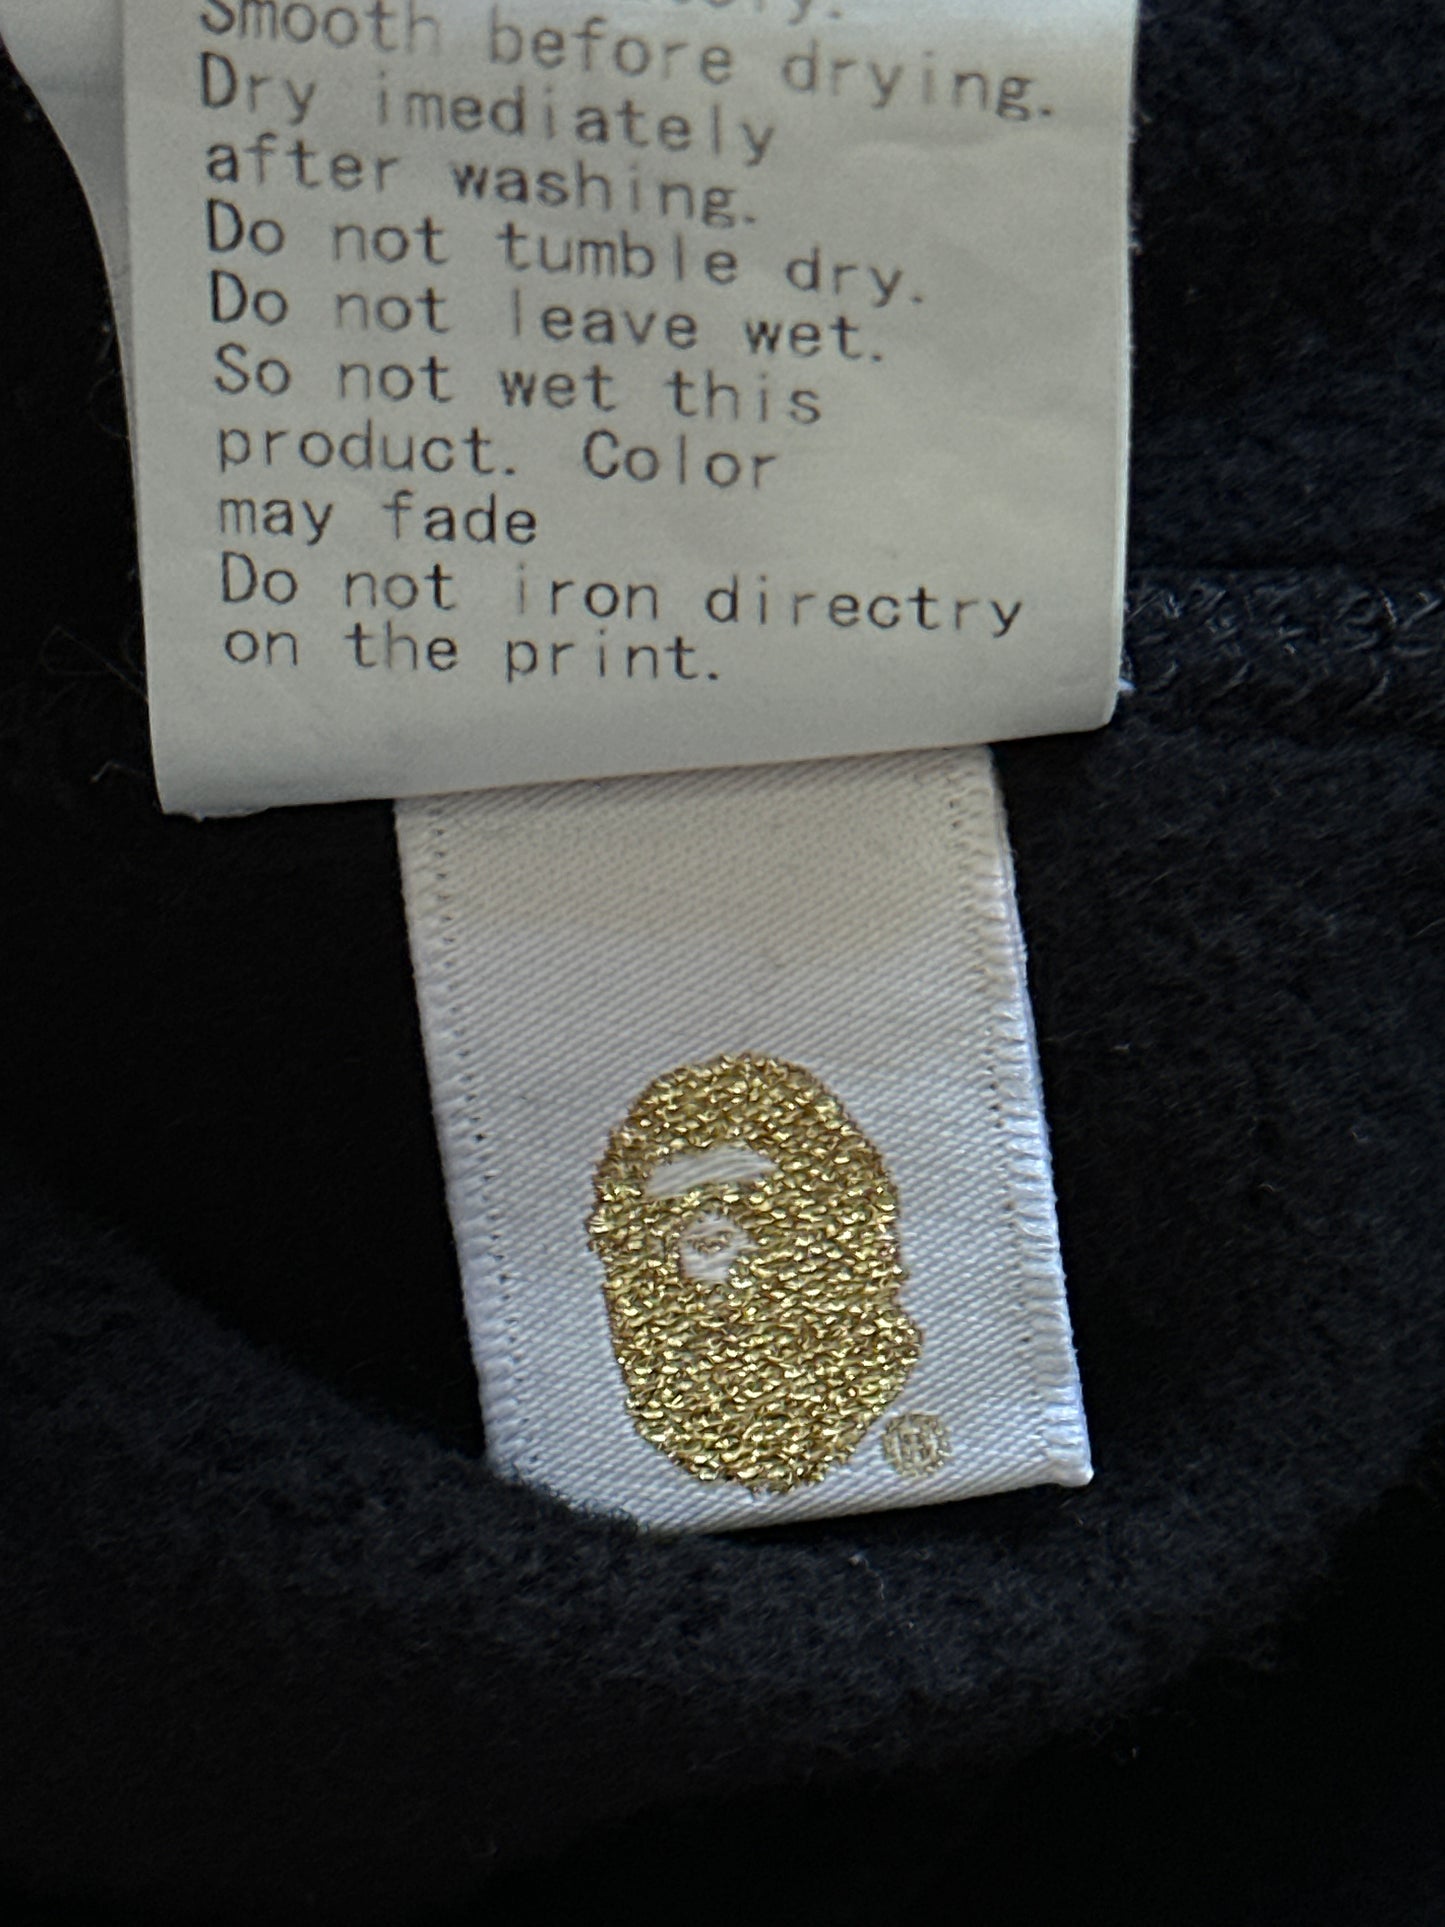 Smooth before drying.
Dry imediately
after washing.
Do not tumble dry.
Do not leave wet.
So not wet this
product. Color
may fade
Do not iron directry
on the print.
®